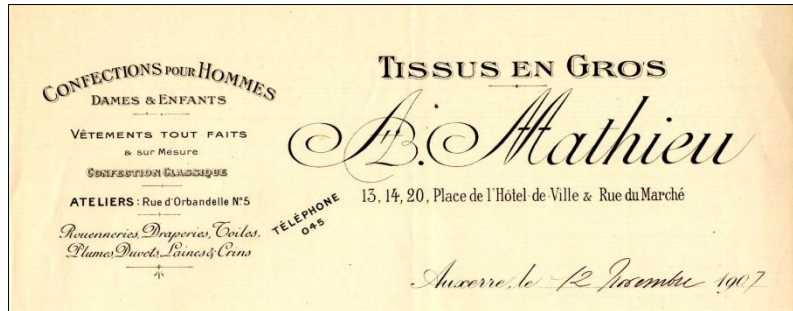 CONFECTIONS POUR HOMMES
DAMES & ENFANTS
VÊTEMENTS TOUT FAITS
& sur Mesure
CONFECTION CLASSIQUE
ATELIERS : Rue d'Orbandelle Nº 5
Rouenneries, Draperies, Toiles.
Plumes, Duvets, Laines & Crins
TÉLÉPHONE
045
TISSUS EN GROS
Mathieu
13, 14, 20, Place de l'Hôtel-de-Ville & Rue du Marché
Auxerre, le 12 Novembre 1907